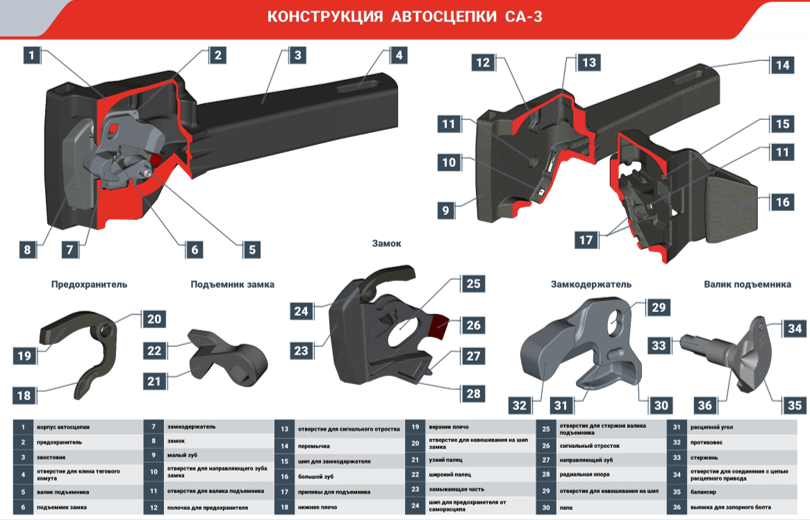 КОНСТРУКЦИЯ АВТОСЦЕПКИ СА-3
1
2
3
4
12
13
14
11
10
9
15
11
16
17
8
7
6
5
Замок
Предохранитель
Подъемник замка
Замкодержатель
Валик подъемника
20
19
18
22
21
24
23
25
26
27
28
29
32
31
30
34
33
36
35
1 корпус автосцепки
2 предохранитель
3 хвостовик
4 отверстие для клина тягового
хомута
5 валик подъемника
6 подъемник замка
7 замкодержатель
8 замок
9 малый зуб
10 отверстие для направляющего зуба
замка
11 отверстие для валика подъемника
12 полочка для предохранителя
13 отверстие для сигнального отростка
14 перемычка
15 шип для замкодержателя
16 большой зуб
17 приливы для подъемника
18 нижнее плечо
19 верхнее плечо
20 отверстие для навешивания на шип
замка
21 узкий палец
22 широкий палец
23 замыкающая часть
24 шип для предохранителя от
саморасцепа
25 отверстие для стержня валика
подъемника
26 сигнальный отросток
27 направляющий зуб
28 радиальная опора
29 отверстие для навешивания на шип
30 лапа
31 расцепной угол
32 противовес
33 стержень
34 отверстие для соединения с цепью
расцепного привода
35 балансир
36 выемка для запорного болта